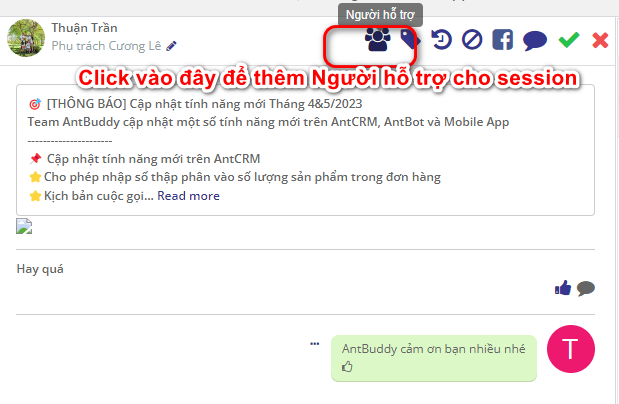 Người hỗ trợ
Thuận Trần
Phụ trách Cương Lê
Click vào đây để thêm Người hỗ trợ cho session
🎯 [THÔNG BÁO] Cập nhật tính năng mới Tháng 4&5/2023
Team AntBuddy cập nhật một số tính năng mới trên AntCRM, AntBot và Mobile App
----------------------
📌 Cập nhật tính năng mới trên AntCRM
⭐Cho phép nhập số thập phân vào số lượng sản phẩm trong đơn hàng
⭐Kịch bản cuộc gọi... Read more
Hay quá
AntBuddy cảm ơn bạn nhiều nhé
T